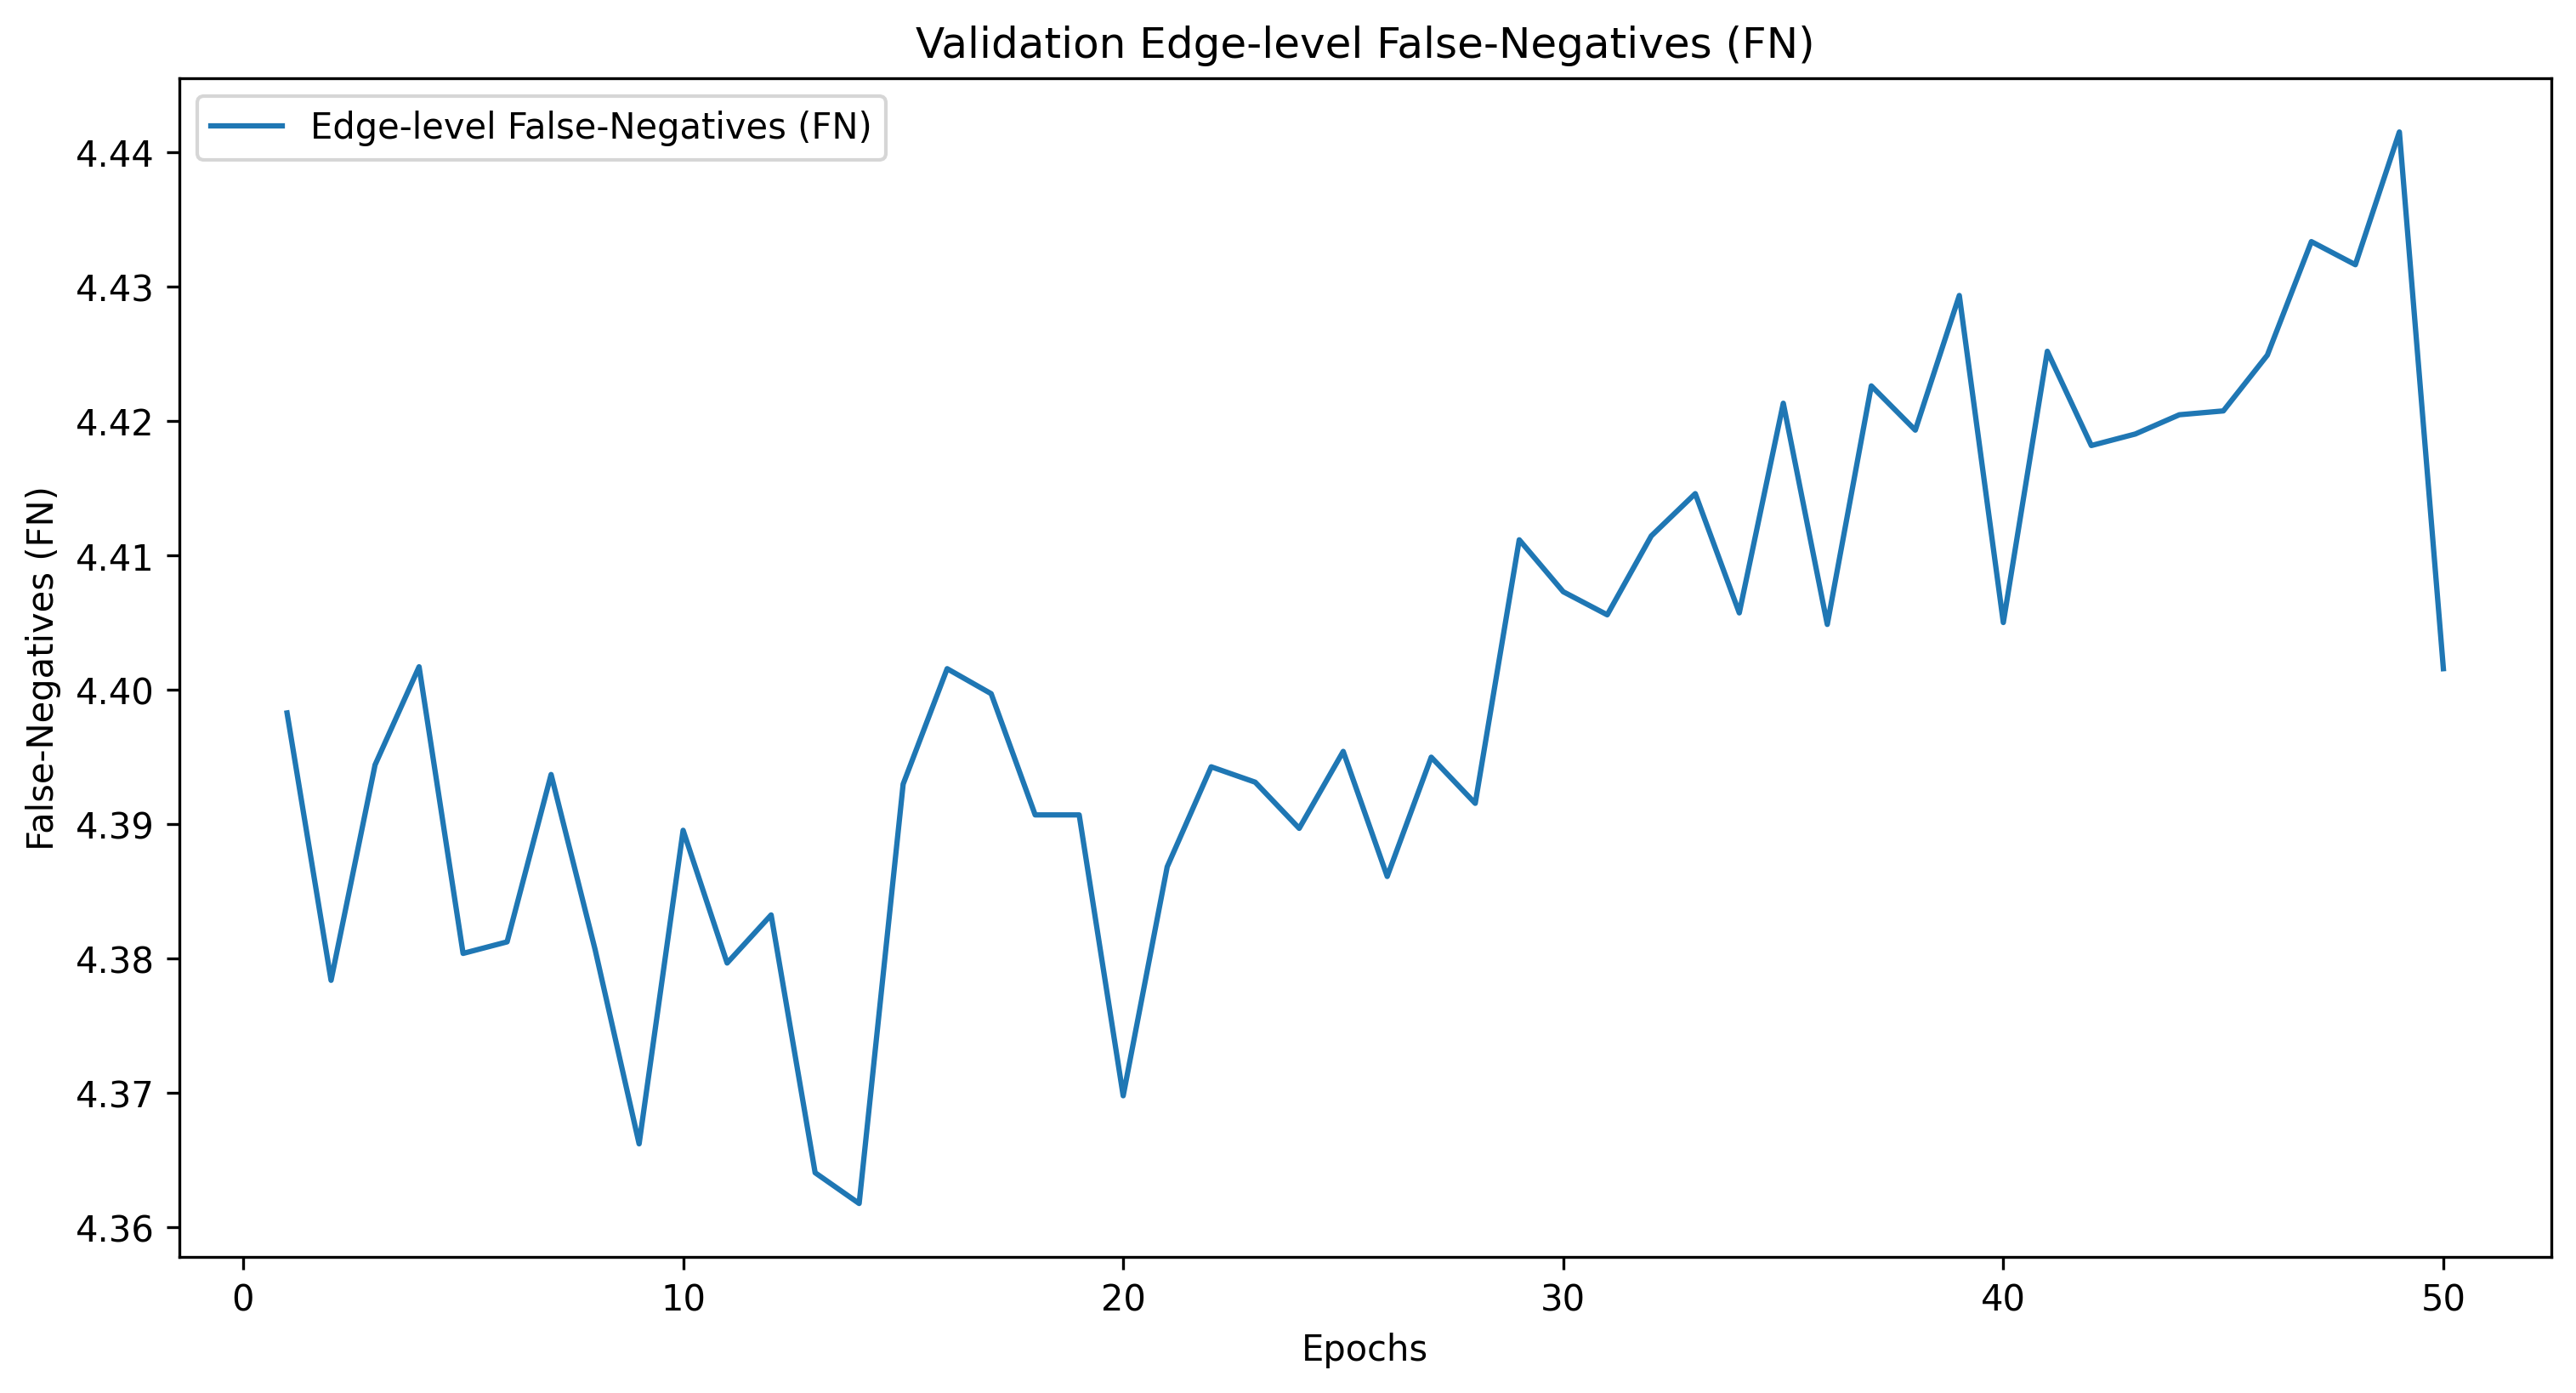 Validation Edge-level False-Negatives (FN)
Edge-level False-Negatives (FN)
False-Negatives (FN)
4.44
4.43
4.42
4.41
4.40
4.39
4.38
4.37
4.36
0 10 20 30 40 50
Epochs